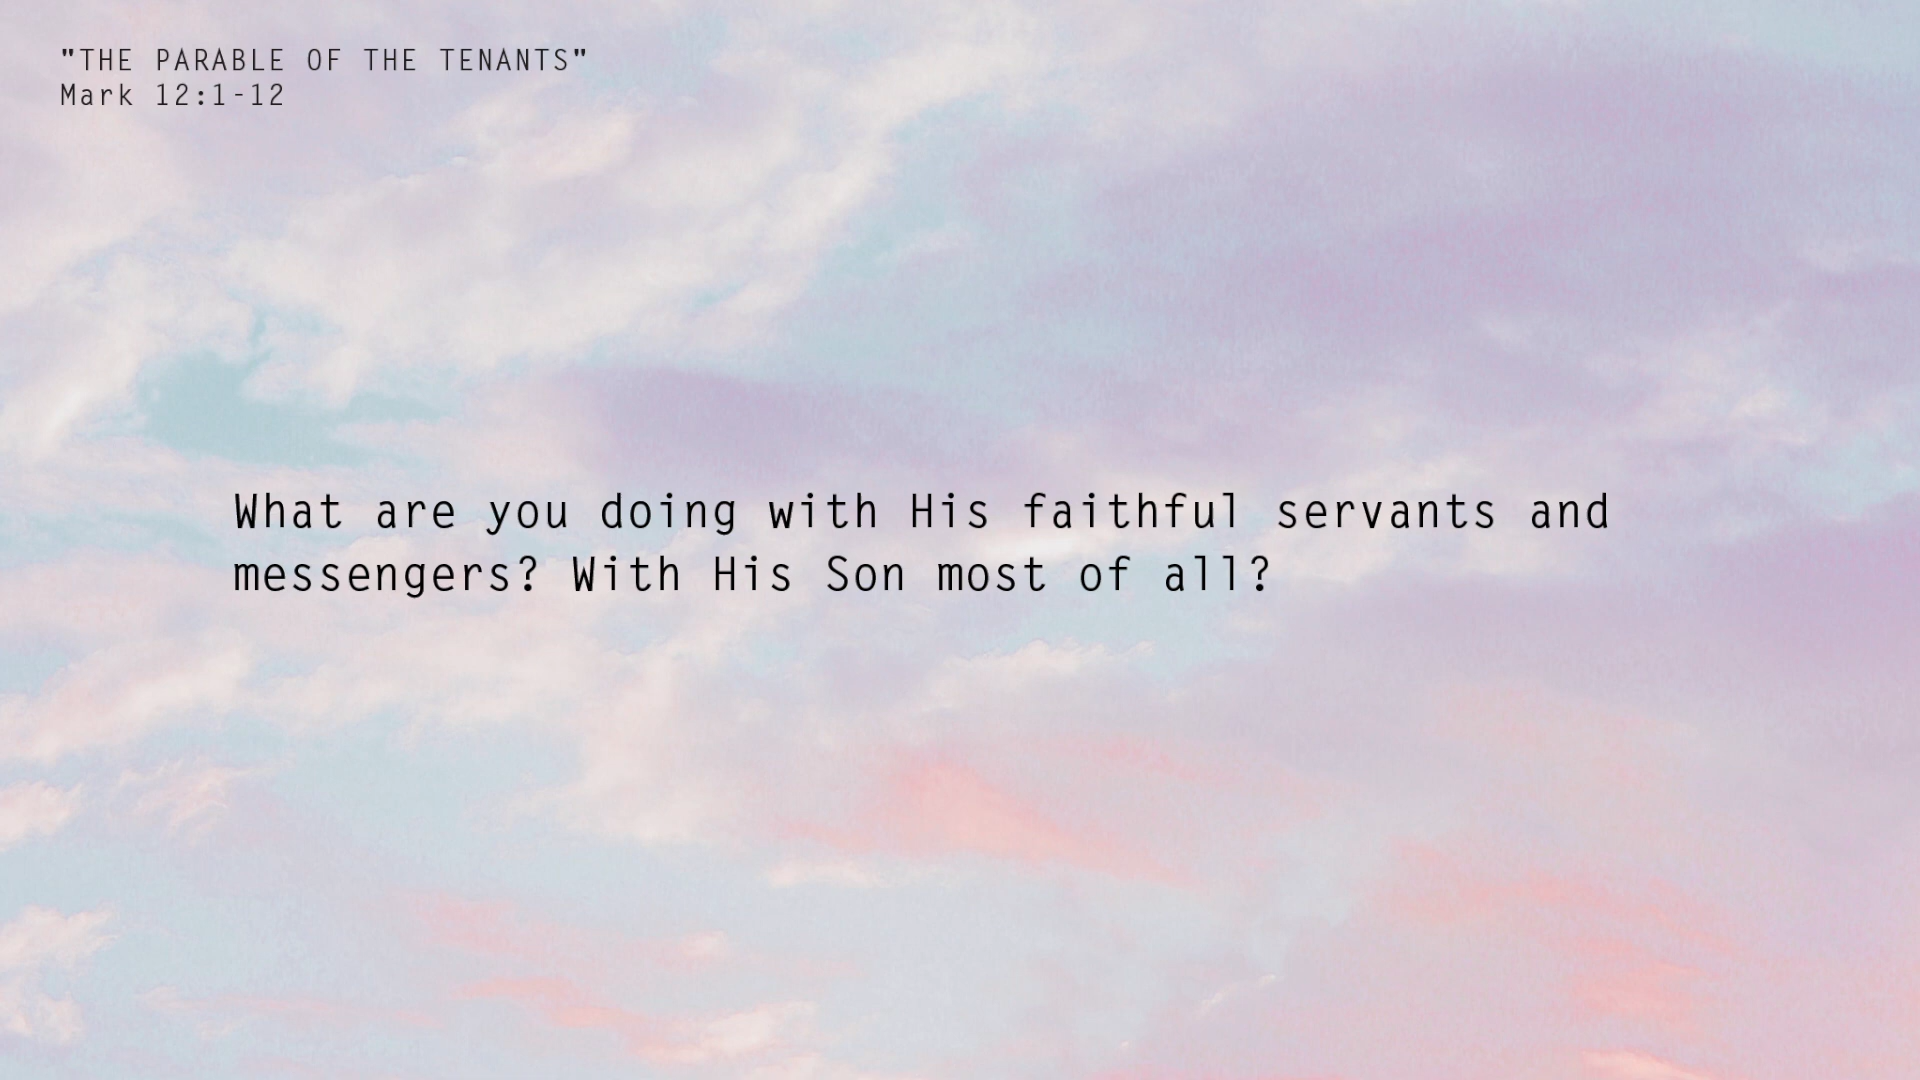 "THE PARABLE OF THE TENANTS"
Mark 12:1-12
What are you doing with His faithful servants and
messengers? With His Son most of all?